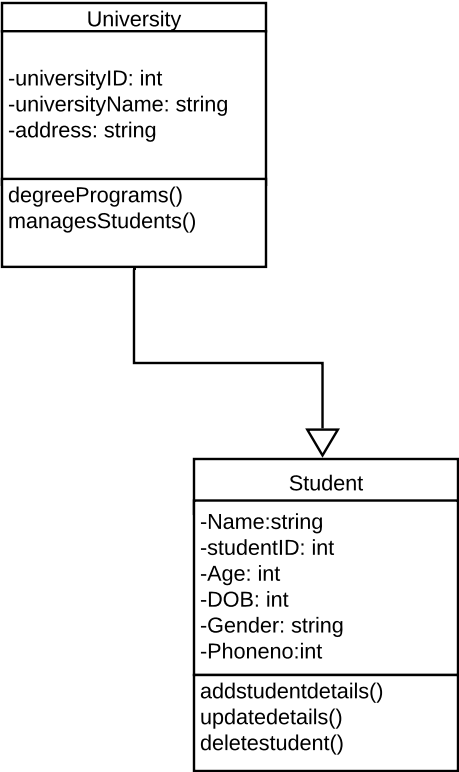 University
-universityID: int
-universityName: string
-address: string
degreePrograms()
managesStudents()
Student
-Name:string
-studentID: int
-Age: int
-DOB: int
-Gender: string
-Phoneno:int
addstudentdetails()
updatedetails()
deletestudent()